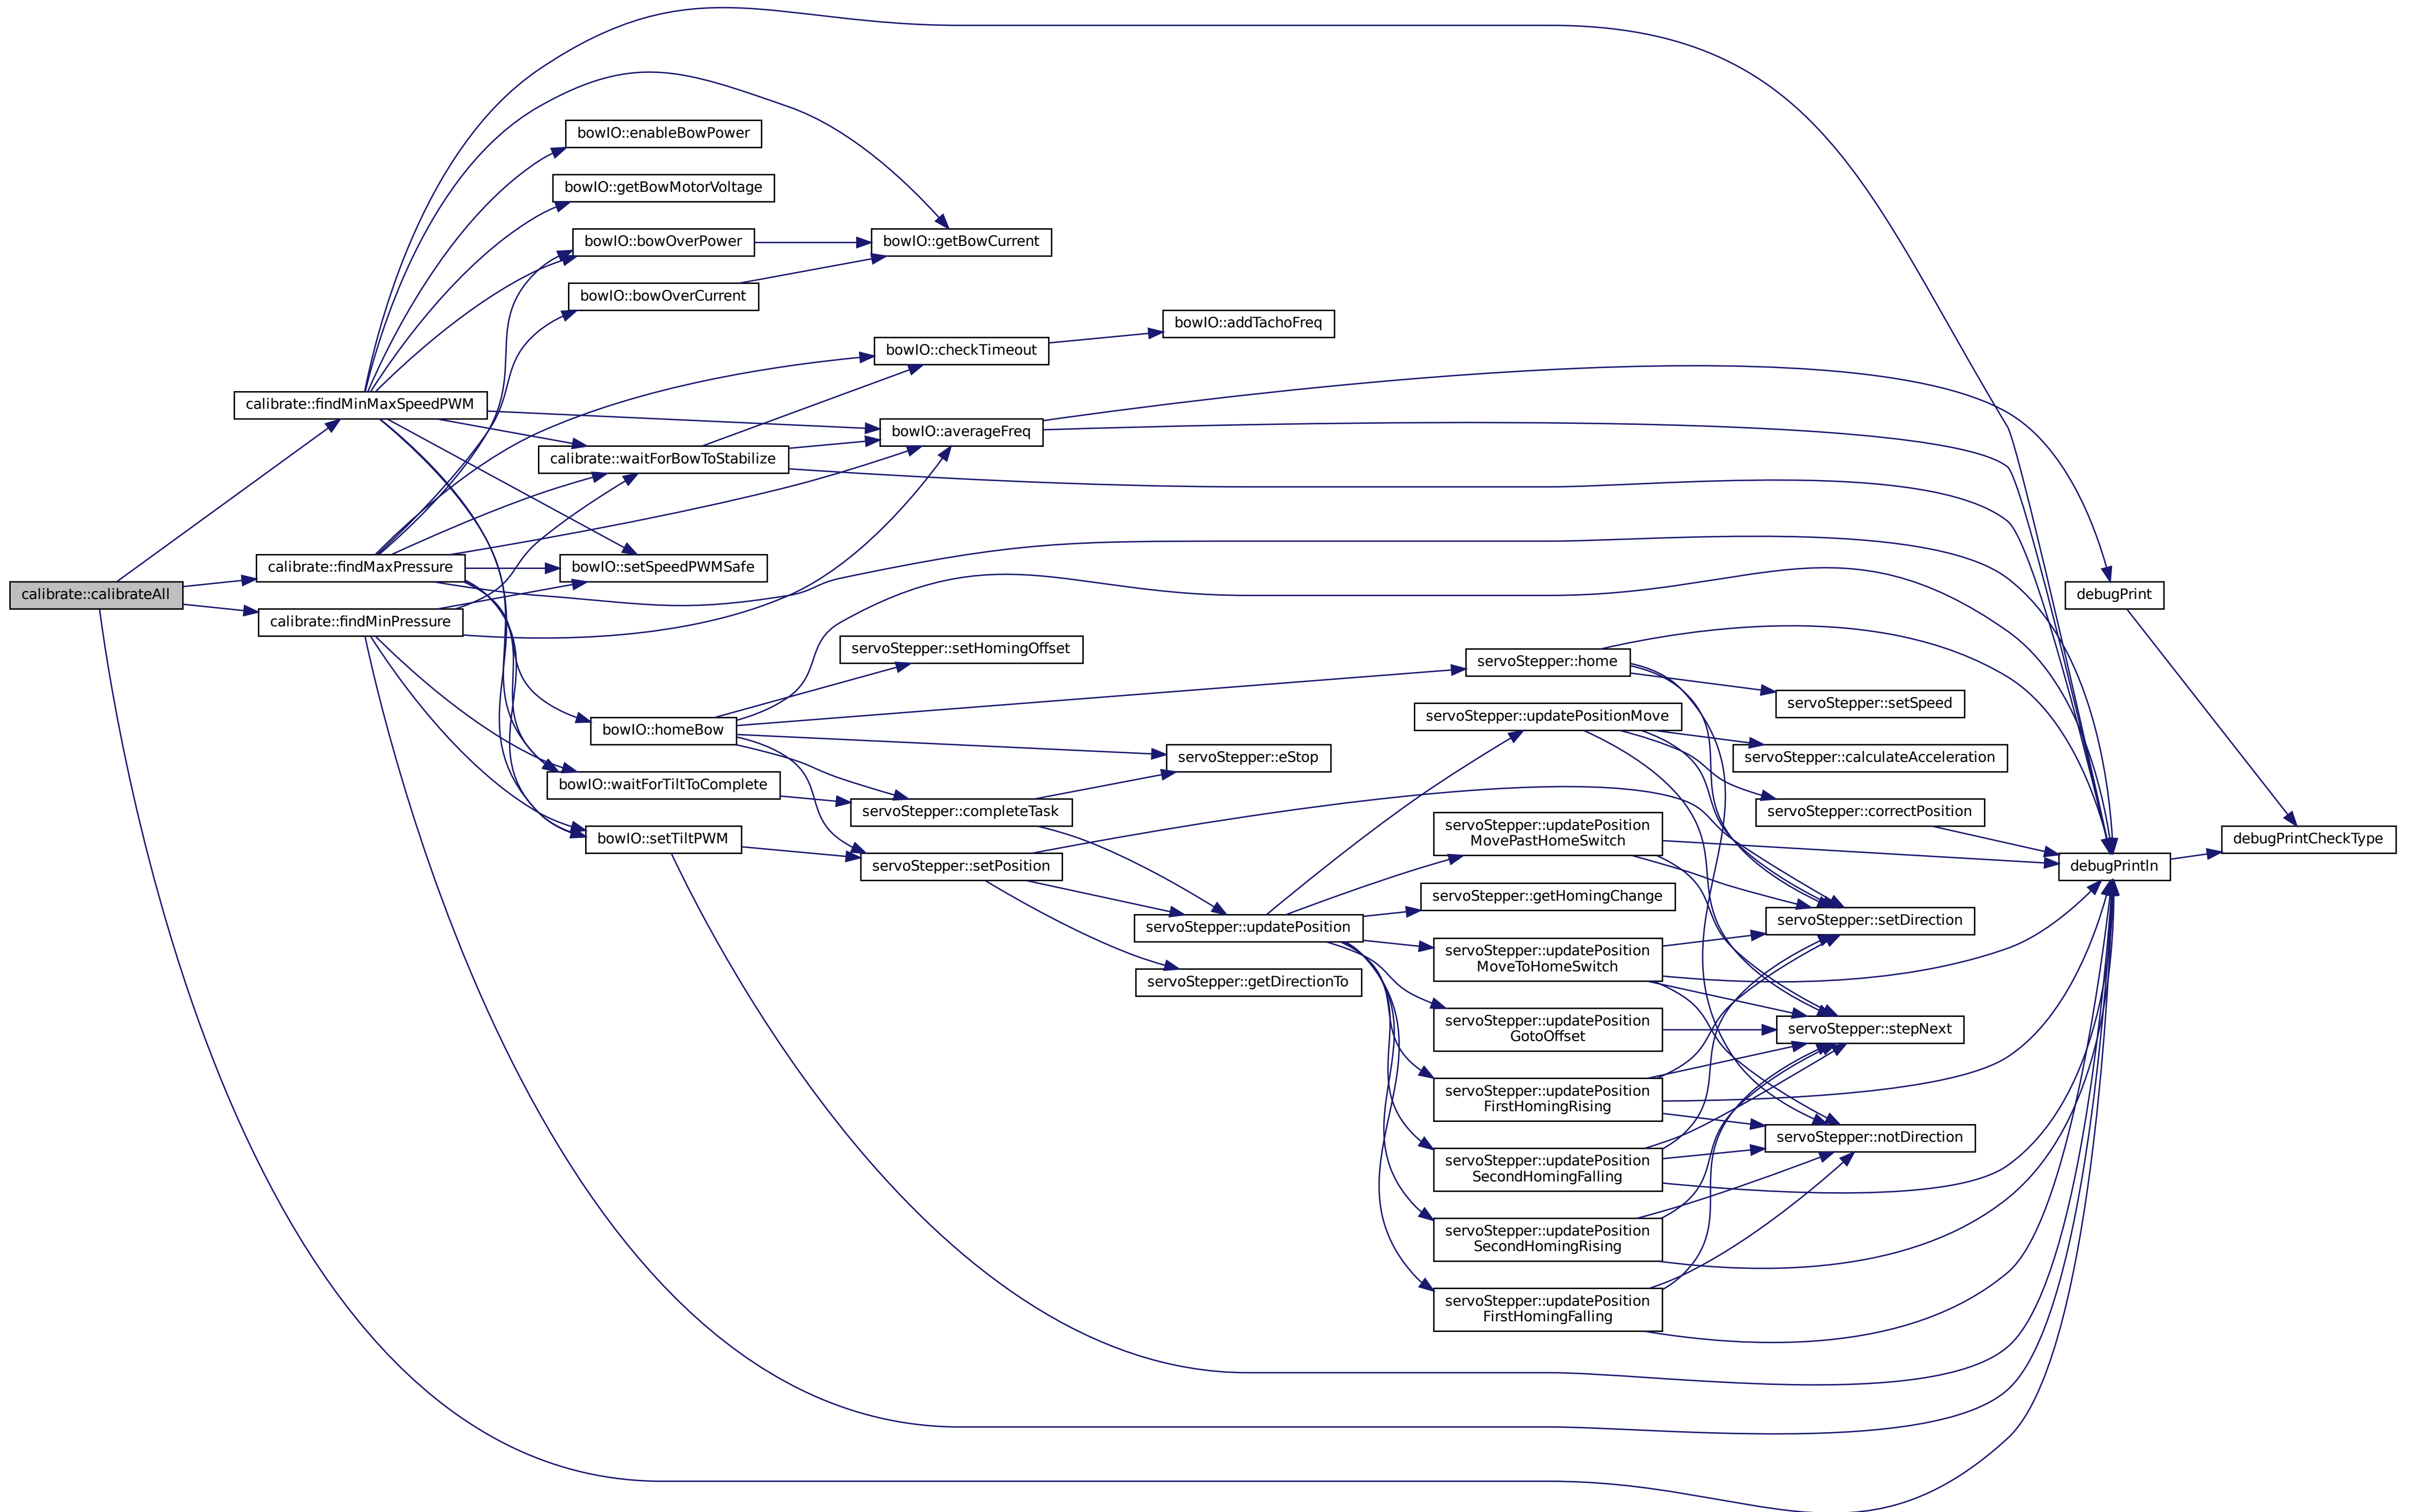 bowIO::enableBowPower
bowIO::getBowMotorVoltage
bowIO::bowOverPower
bowIO::getBowCurrent
bowIO::bowOverCurrent
bowIO::addTachoFreq
bowIO::checkTimeout
calibrate::findMinMaxSpeedPWM
bowIO::averageFreq
calibrate::waitForBowToStabilize
calibrate::findMaxPressure
bowIO::setSpeedPWMSafe
calibrate::calibrateAll
debugPrint
calibrate::findMinPressure
servoStepper::setHomingOffset
servoStepper::home
servoStepper::setSpeed
servoStepper::updatePositionMove
bowIO::homeBow
servoStepper::eStop
servoStepper::calculateAcceleration
bowIO::waitForTiltToComplete
servoStepper::completeTask
servoStepper::correctPosition
servoStepper::updatePosition
MovePastHomeSwitch
bowIO::setTiltPWM
debugPrintCheckType
servoStepper::setPosition
debugPrintln
servoStepper::getHomingChange
servoStepper::updatePosition
servoStepper::setDirection
servoStepper::updatePosition
MoveToHomeSwitch
servoStepper::getDirectionTo
servoStepper::updatePosition
GotoOffset
servoStepper::stepNext
servoStepper::updatePosition
FirstHomingRising
servoStepper::notDirection
servoStepper::updatePosition
SecondHomingFalling
servoStepper::updatePosition
SecondHomingRising
servoStepper::updatePosition
FirstHomingFalling